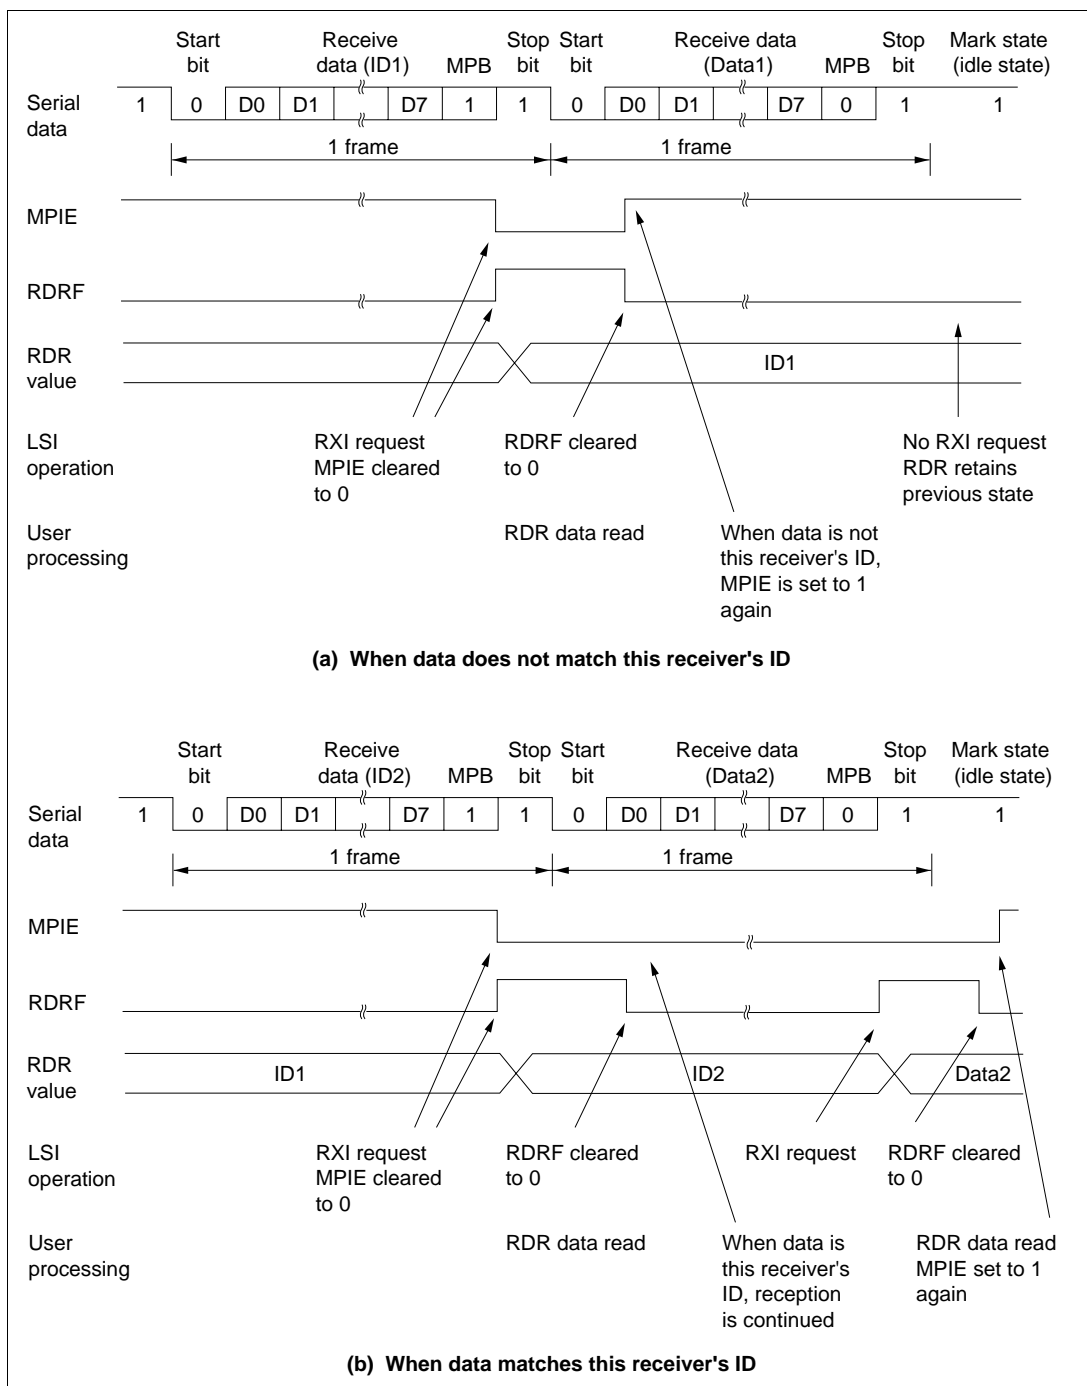 Start bit Receive data (ID1) MPB Stop bit Start bit Receive data (Data1) MPB Stop bit Mark state (idle state)
Serial data 1 0 D0 D1 D7 1 1 0 D0 D1 D7 0 1 1
1 frame 1 frame
MPIE
RDRF
RDR value ID1
LSI operation RXI request MPIE cleared to 0 RDRF cleared to 0 No RXI request RDR retains previous state
User processing RDR data read When data is not this receiver's ID, MPIE is set to 1 again
(a) When data does not match this receiver's ID
Start bit Receive data (ID2) MPB Stop bit Start bit Receive data (Data2) MPB Stop bit Mark state (idle state)
Serial data 1 0 D0 D1 D7 1 1 0 D0 D1 D7 0 1 1
1 frame 1 frame
MPIE
RDRF
RDR value ID1 ID2 Data2
LSI operation RXI request MPIE cleared to 0 RDRF cleared to 0 RXI request RDRF cleared to 0
User processing RDR data read When data is this receiver's ID, reception is continued RDR data read MPIE set to 1 again
(b) When data matches this receiver's ID